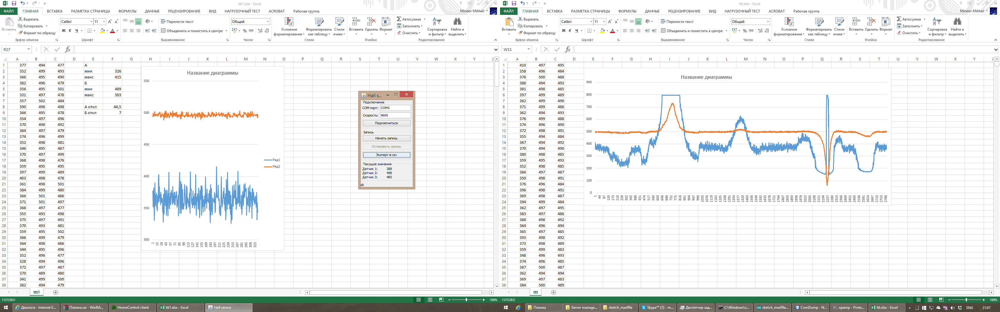 ttt1.xlsx - Excel
ФАЙЛ ГЛАВНАЯ ВСТАВКА РАЗМЕТКА СТРАНИЦЫ ФОРМУЛЫ ДАННЫЕ РЕЦЕНЗИРОВАНИЕ ВИД НАГРУЗОЧНЫЙ ТЕСТ ACROBAT Рабочая группа Mineev Mikhail
Вставить
Вырезать
Копировать
Формат по образцу
Буфер обмена
Calibri 11
Ж К Ч
Шрифт
Перенести текст
Объединить и поместить в центре
Выравнивание
Общий
% 000
Число
Условное форматирование
Форматировать как таблицу
Стили ячеек
Стили
Вставить Удалить Формат
Ячейки
Автосумма
Заполнить
Очистить
Сортировка и фильтр
Найти и выделить
Редактирование
R27
A B C D E F G H I J K L M N O P Q R S T U V W X Y
1 377 494 477 А
2 352 499 493 мин 326
3 366 495 490 макс 415
4 382 496 479 Б
5 356 495 501 мин 489
6 331 497 478 макс 503
7 357 502 484
8 390 496 498 А откл 44,5
9 366 495 478 Б откл 7
10 354 497 496
11 370 498 492
12 364 497 479
13 374 496 499
14 352 498 481
15 346 495 487
16 370 497 499
17 368 498 476
18 359 495 495
19 397 499 489
20 403 498 478
21 361 498 501
22 384 499 480
23 366 501 486
24 371 501 497
25 368 497 477
26 355 493 498
27 375 497 491
28 370 493 481
29 359 495 502
30 366 499 479
31 364 498 486
32 344 495 496
33 352 496 477
34 328 494 496
35 372 497 487
36 370 489 480
37 341 499 500
38 382 494 479
Название диаграммы
550
500
450
400
350
300
1 15 29 43 57 71 85 99 113 127 141 155 169 183 197 211 225 239 253 267 281 295 309 323
Ряд1
Ряд2
Hall s...
Подключение
COM порт: COM5
Скорость: 9600
Подключиться
Запись
Начать запись
Остановить запись
Экспорт в csv
Текущие значения
Датчик 1: 388
Датчик 2: 498
Датчик 3: 485
ok
ttt1
ГОТОВО 100%
ttt.xlsx - Excel
ФАЙЛ ГЛАВНАЯ ВСТАВКА РАЗМЕТКА СТРАНИЦЫ ФОРМУЛЫ ДАННЫЕ РЕЦЕНЗИРОВАНИЕ ВИД НАГРУЗОЧНЫЙ ТЕСТ ACROBAT Рабочая группа Mineev Mikhail
Вставить
Вырезать
Копировать
Формат по образцу
Буфер обмена
Calibri 11
Ж К Ч
Шрифт
Перенести текст
Объединить и поместить в центре
Выравнивание
Общий
% 000
Число
Условное форматирование
Форматировать как таблицу
Стили ячеек
Стили
Вставить Удалить Формат
Ячейки
Автосумма
Заполнить
Очистить
Сортировка и фильтр
Найти и выделить
Редактирование
W11
A B C D E F G H I J K L M N O P Q R S T U V W X Y
1 410 497 495
2 358 496 484
3 376 500 488
4 386 494 493
5 381 498 485
6 397 499 489
7 362 499 490
8 371 499 486
9 362 494 493
10 376 499 488
11 374 496 490
12 372 498 491
13 355 494 484
14 367 494 492
15 370 494 490
16 380 498 485
17 359 495 493
18 352 498 485
19 384 497 487
20 350 498 491
21 376 496 484
22 396 498 491
23 369 498 487
24 394 499 484
25 362 497 495
26 383 497 486
27 388 498 492
28 364 496 494
29 365 497 485
30 393 498 492
31 373 498 489
32 359 499 483
33 348 496 493
34 374 496 485
35 387 500 487
36 362 494 494
37 369 497 483
38 384 500 489
Название диаграммы
900
800
700
600
500
400
300
200
100
0
1 44 87 130 173 216 259 302 345 388 431 474 517 560 603 646 689 732 775 818 861 904 947 990 1033 1076 1119 1162 1205 1248 1291 1334 1377 1420 1463 1506 1549 1592 1635 1678 1721 1764 1807 1850 1893 1936 1979 2022 2065 2108 2151 2194 2237 2280 2323 2366 2409 2452 2495 2538 2581 2624 2667 2710 2753 2796
ttt
ГОТОВО 100%
Диалоги - Internet E... Пленка.rar - WinRA... HomeControl client ttt1.xlsx - Excel Hall sensor
Пленка Server manage... sketch_mar09a Skype™ [2] - m... Диспетчер зад... C:\Windows\s... sketch_mar09a... ComDump - N... opamp - Prote... ttt.xlsx - Excel ENG 21:07